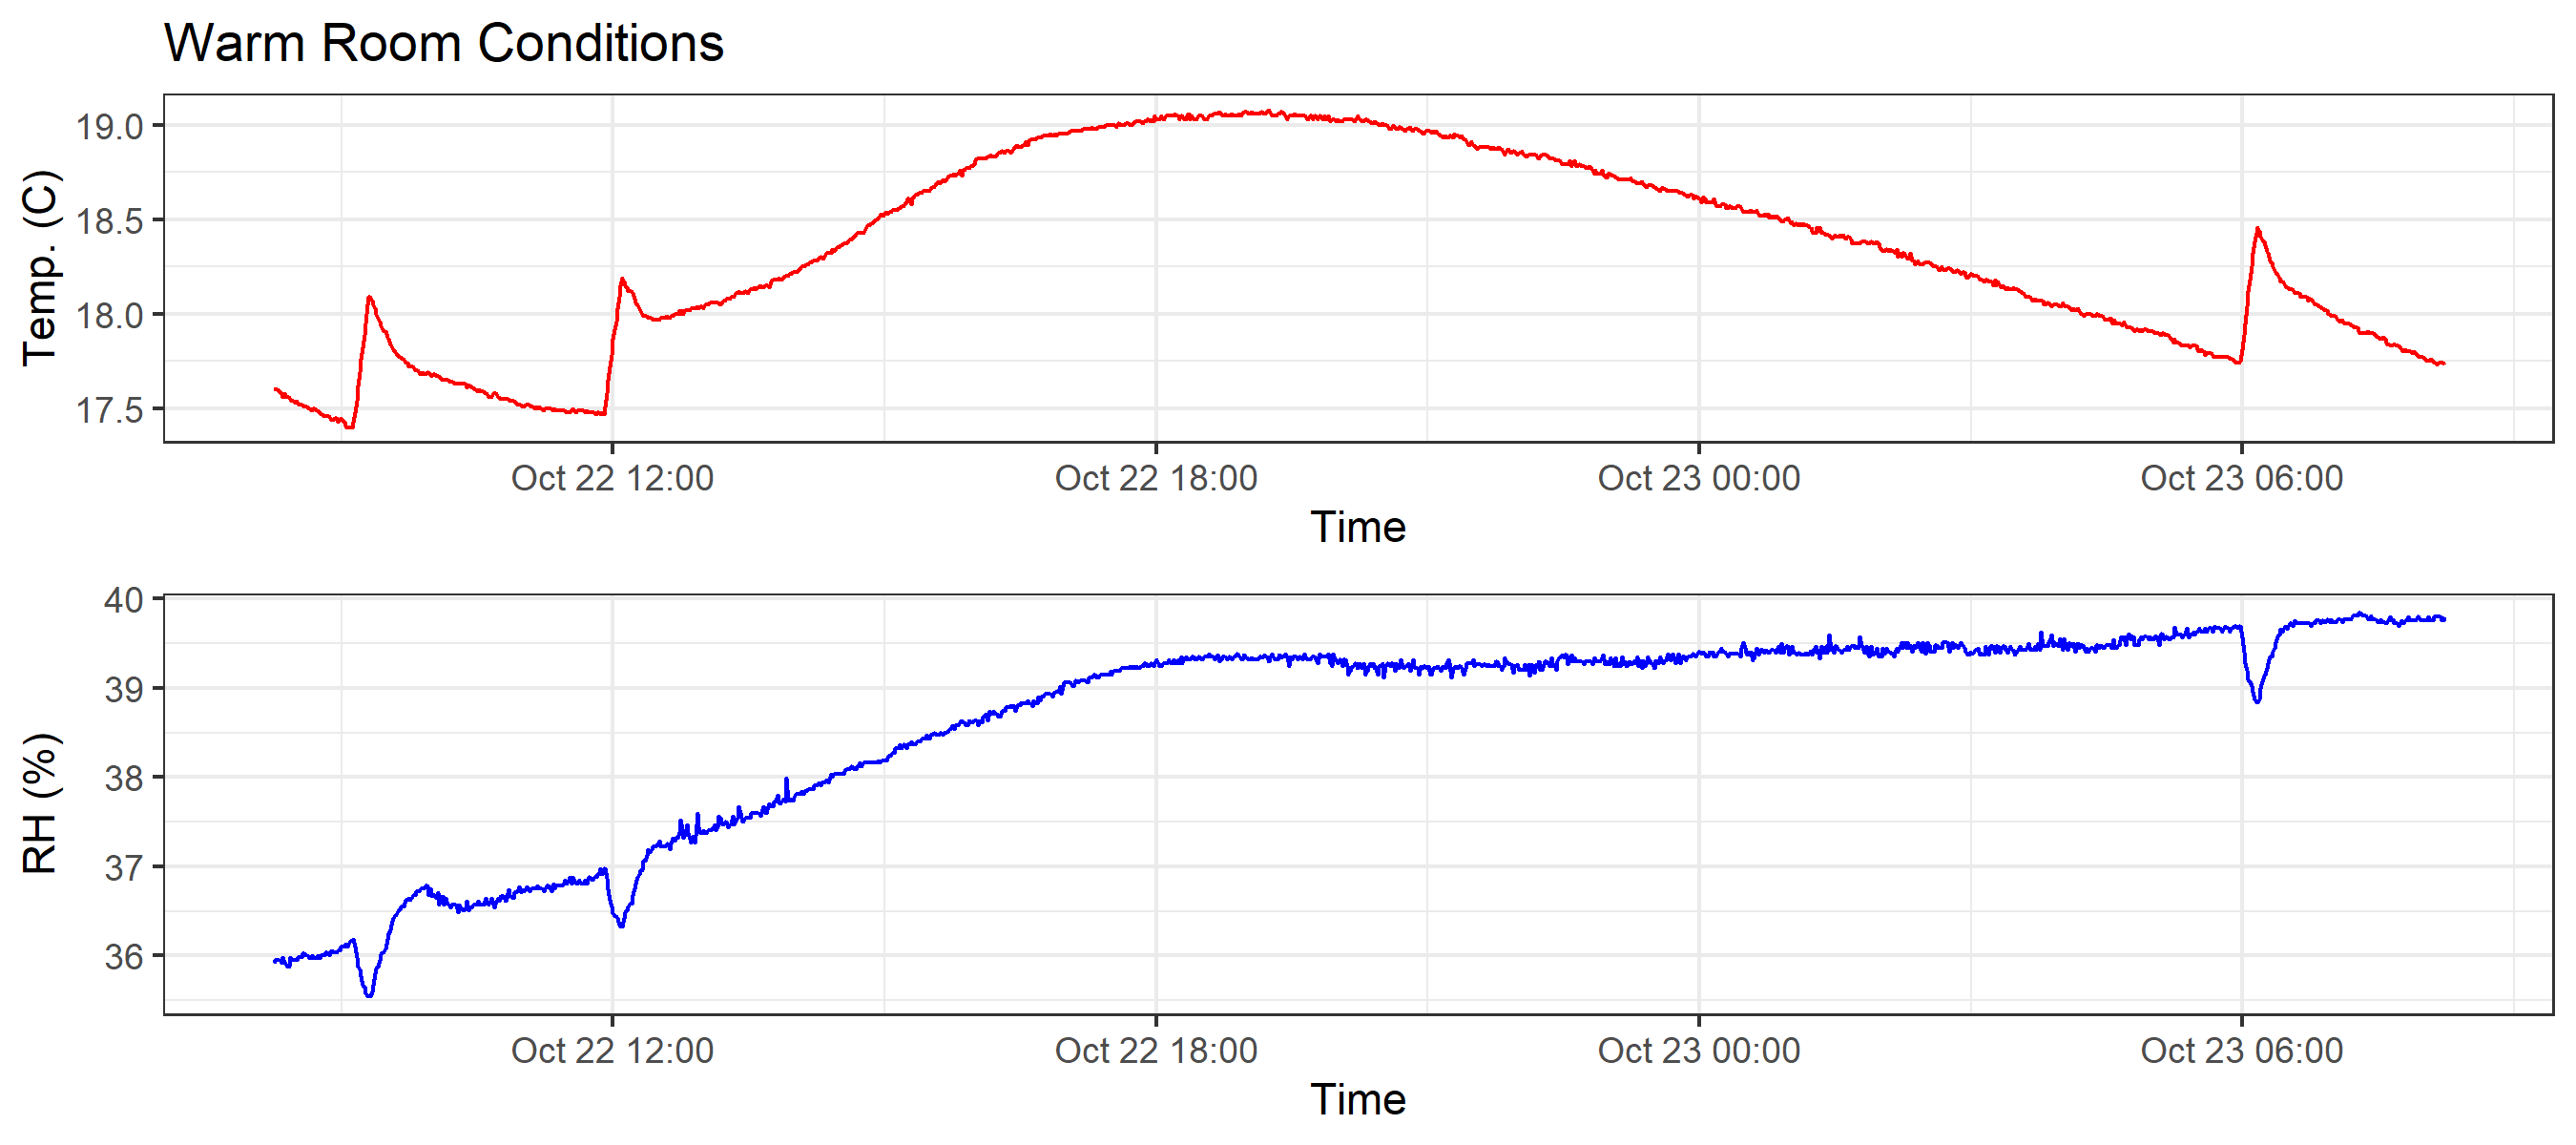 Warm Room Conditions
Temp. (C)
19.0
18.5
18.0
17.5
Oct 22 12:00 Oct 22 18:00 Oct 23 00:00 Oct 23 06:00
Time
RH (%)
40
39
38
37
36
Oct 22 12:00 Oct 22 18:00 Oct 23 00:00 Oct 23 06:00
Time